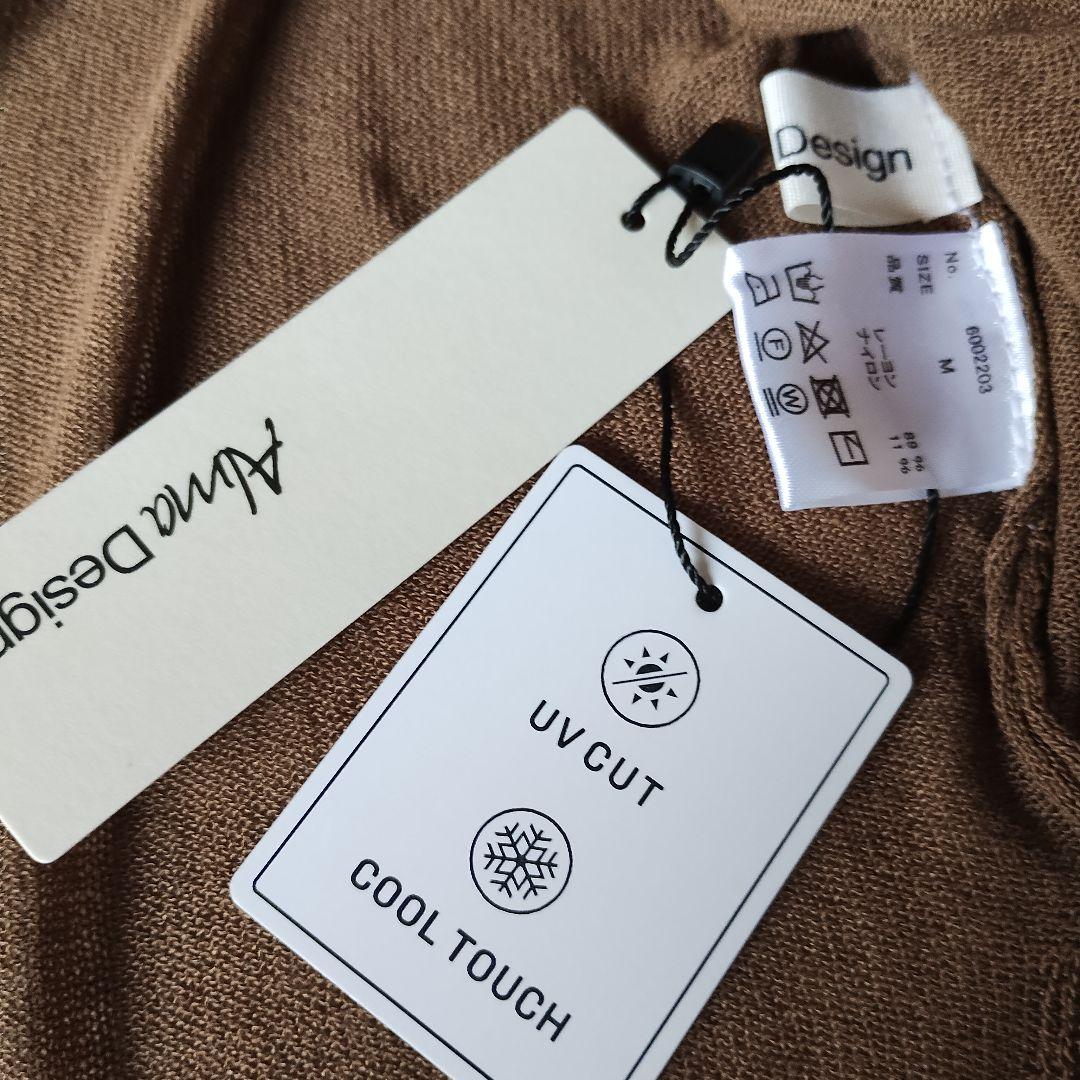 Alma Design
Design
No. 6002203
SIZE M
品質
レーヨン 89%
ナイロン 11%
F
W
UV CUT
COOL TOUCH